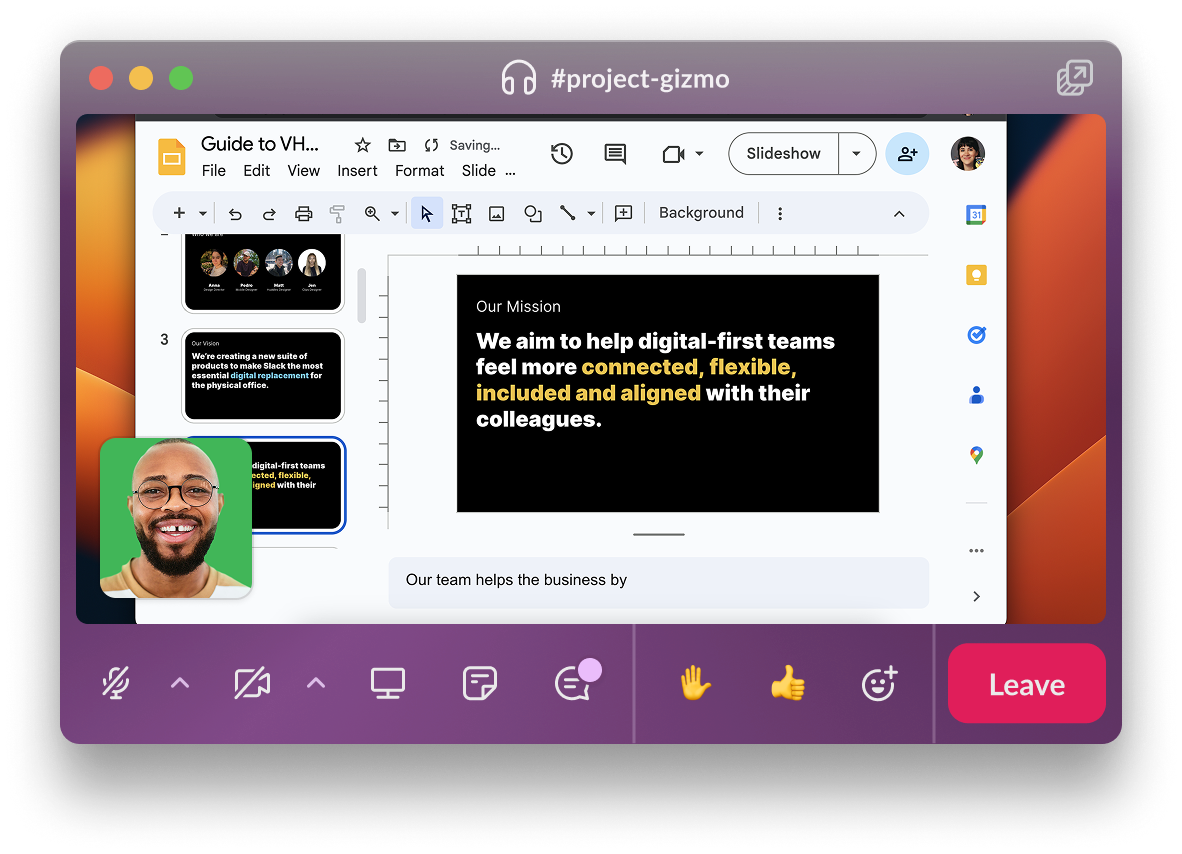 #project-gizmo
Guide to VH...
Saving...
File Edit View Insert Format Slide ...
Slideshow
Background
31
Who we are
Anna Pedro Matt Jen
3
Our Vision
We're creating a new suite of
products to make Slack the most
essential digital replacement for
the physical office.
digital-first teams
ected, flexible,
igned with their
Our Mission
We aim to help digital-first teams
feel more connected, flexible,
included and aligned with their
colleagues.
Our team helps the business by
Leave